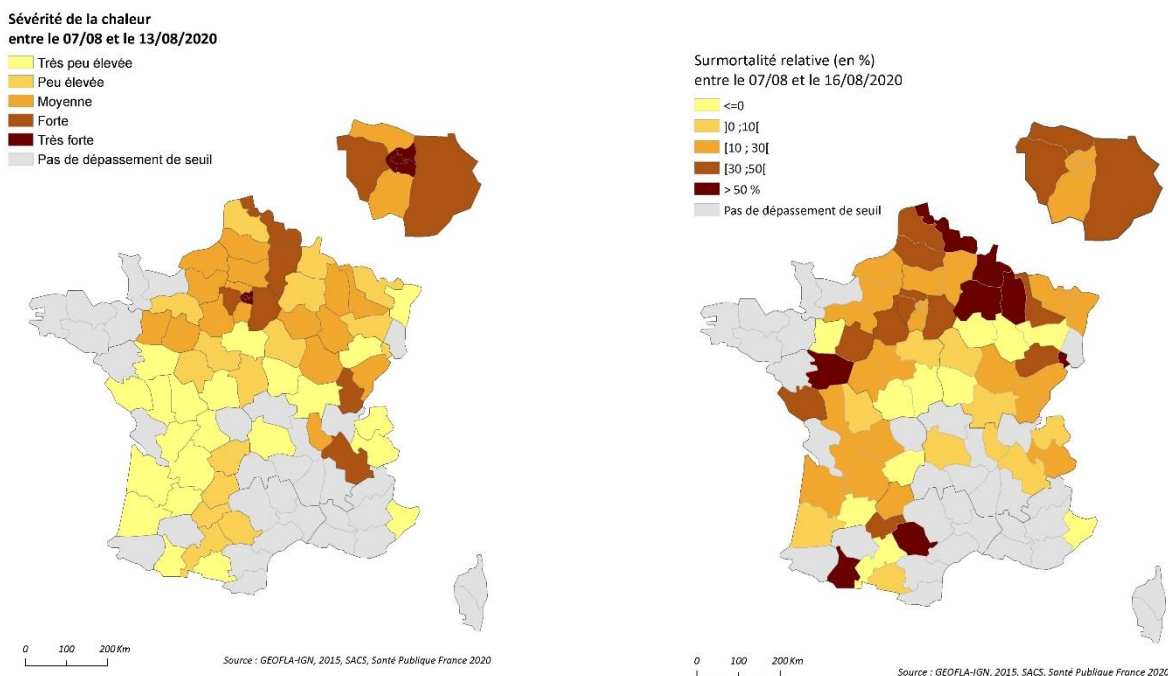 Sévérité de la chaleur
entre le 07/08 et le 13/08/2020
Très peu élevée
Peu élevée
Moyenne
Forte
Très forte
Pas de dépassement de seuil
0 100 200 Km
Source : GEOFLA-IGN, 2015, SACS, Santé Publique France 2020
Surmortalité relative (en %)
entre le 07/08 et le 16/08/2020
<=0
]0 ;10[
[10 ; 30[
[30 ;50[
> 50 %
Pas de dépassement de seuil
0 100 200 Km
Source : GEOFLA-IGN, 2015, SACS, Santé Publique France 2020